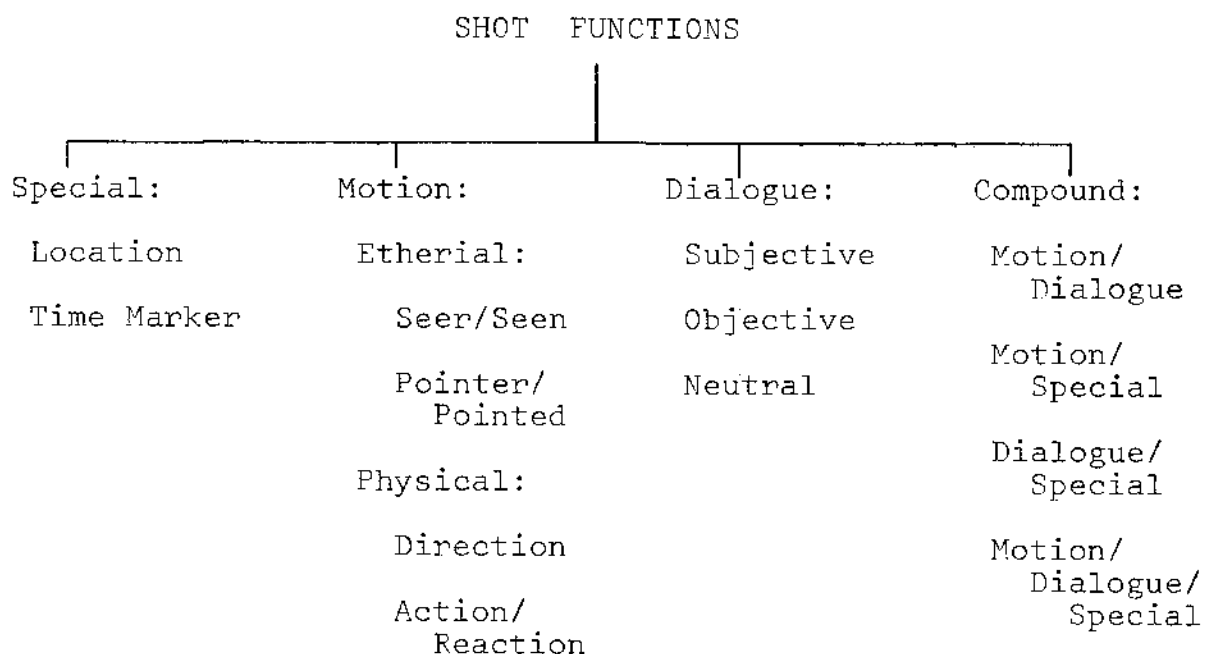 SHOT FUNCTIONS
Special:
Location
Time Marker
Motion:
Etherial:
Seer/Seen
Pointer/
Pointed
Physical:
Direction
Action/
Reaction
Dialogue:
Subjective
Objective
Neutral
Compound:
Motion/
Dialogue
Motion/
Special
Dialogue/
Special
Motion/
Dialogue/
Special